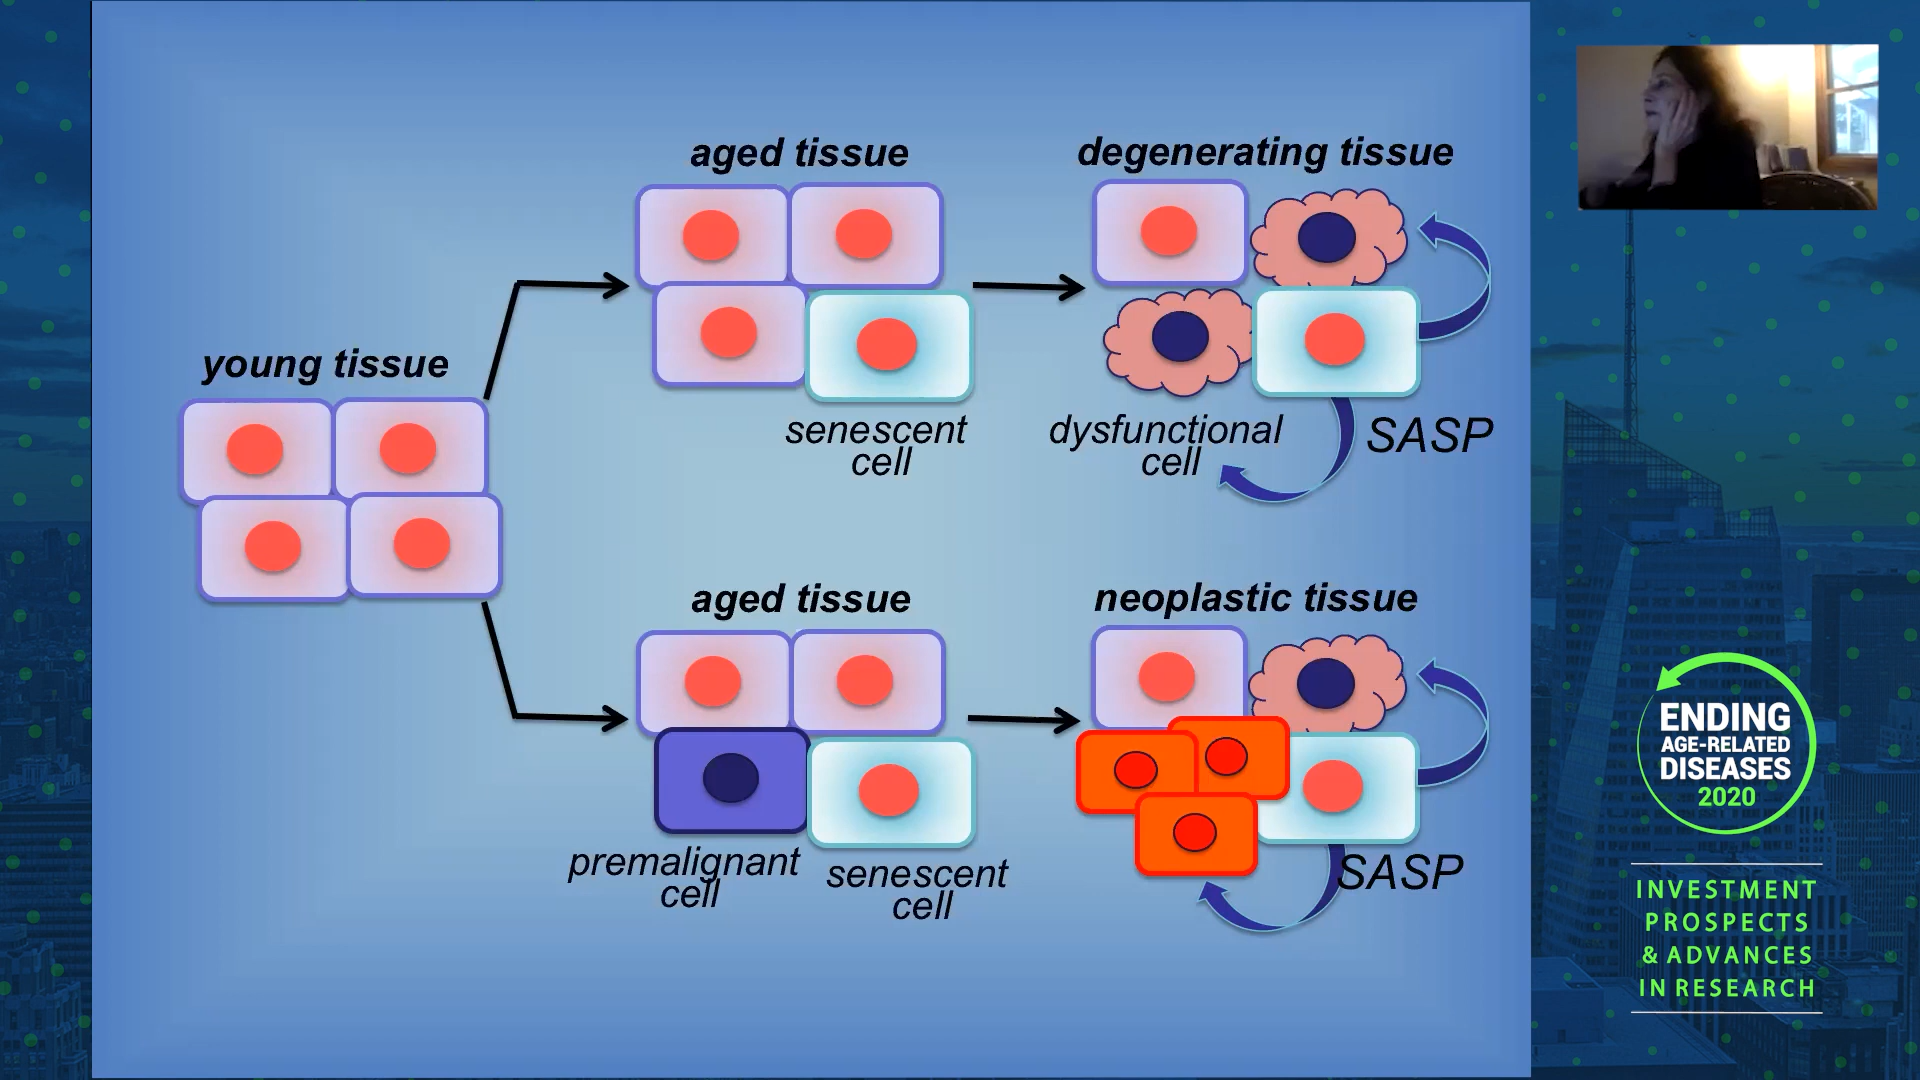 aged tissue
degenerating tissue
young tissue
senescent
cell
dysfunctional
cell
SASP
aged tissue
neoplastic tissue
premalignant
cell
senescent
cell
SASP
ENDING
AGE-RELATED
DISEASES
2020
INVESTMENT
PROSPECTS
& ADVANCES
IN RESEARCH